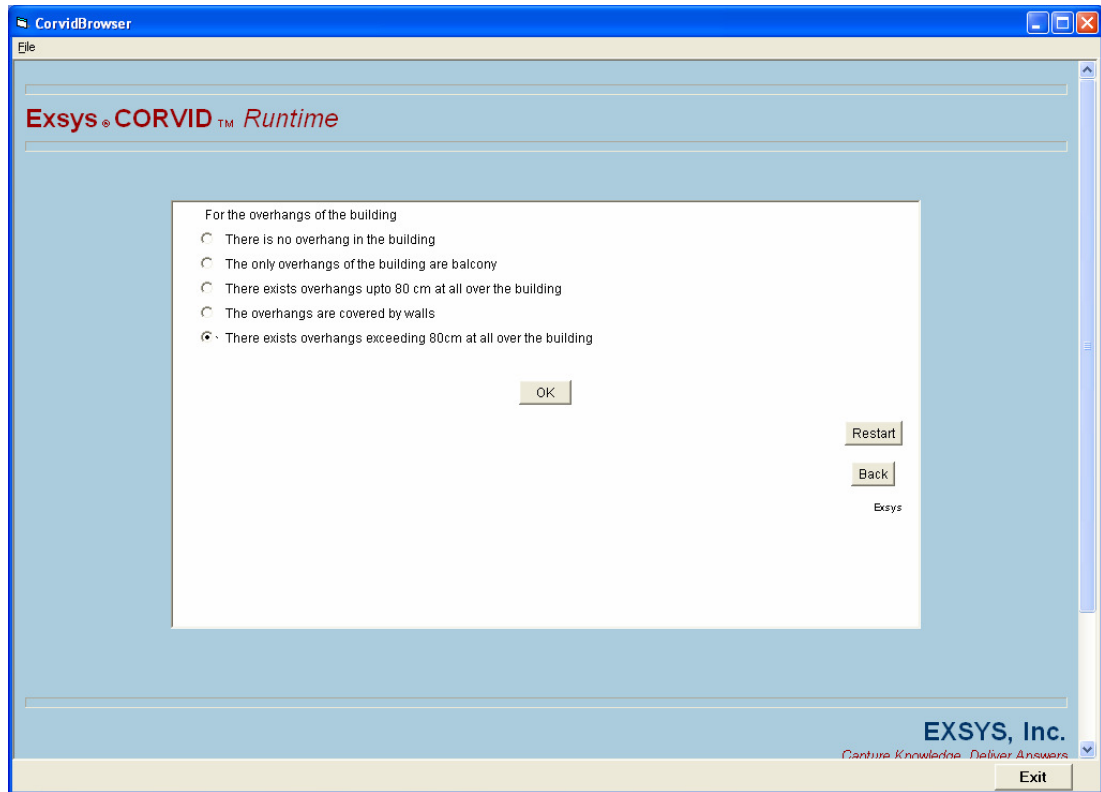 CorvidBrowser
File
Exsys ® CORVID TM Runtime
For the overhangs of the building
There is no overhang in the building
The only overhangs of the building are balcony
There exists overhangs upto 80 cm at all over the building
The overhangs are covered by walls
There exists overhangs exceeding 80cm at all over the building
OK
Restart
Back
Exsys
EXSYS, Inc.
Capture Knowledge Deliver Answers
Exit